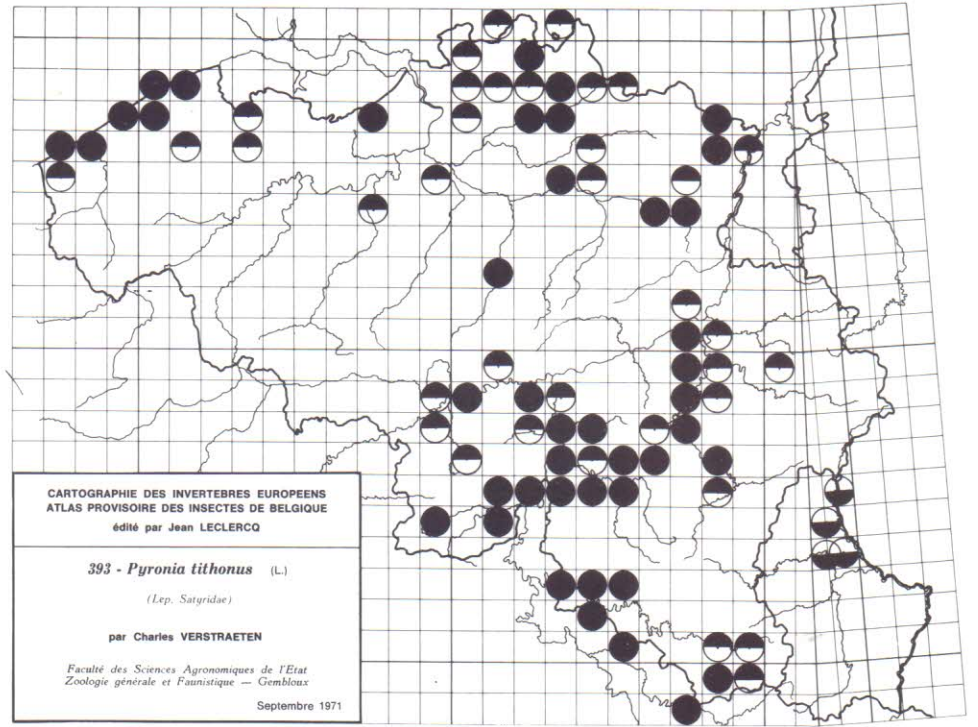 CARTOGRAPHIE DES INVERTEBRES EUROPEENS
ATLAS PROVISOIRE DES INSECTES DE BELGIQUE
édité par Jean LECLERCQ
393 - Pyronia tithonus (L.)
(Lep. Satyridae)
par Charles VERSTRAETEN
Faculté des Sciences Agronomiques de l'Etat
Zoologie générale et Faunistique — Gembloux
Septembre 1971